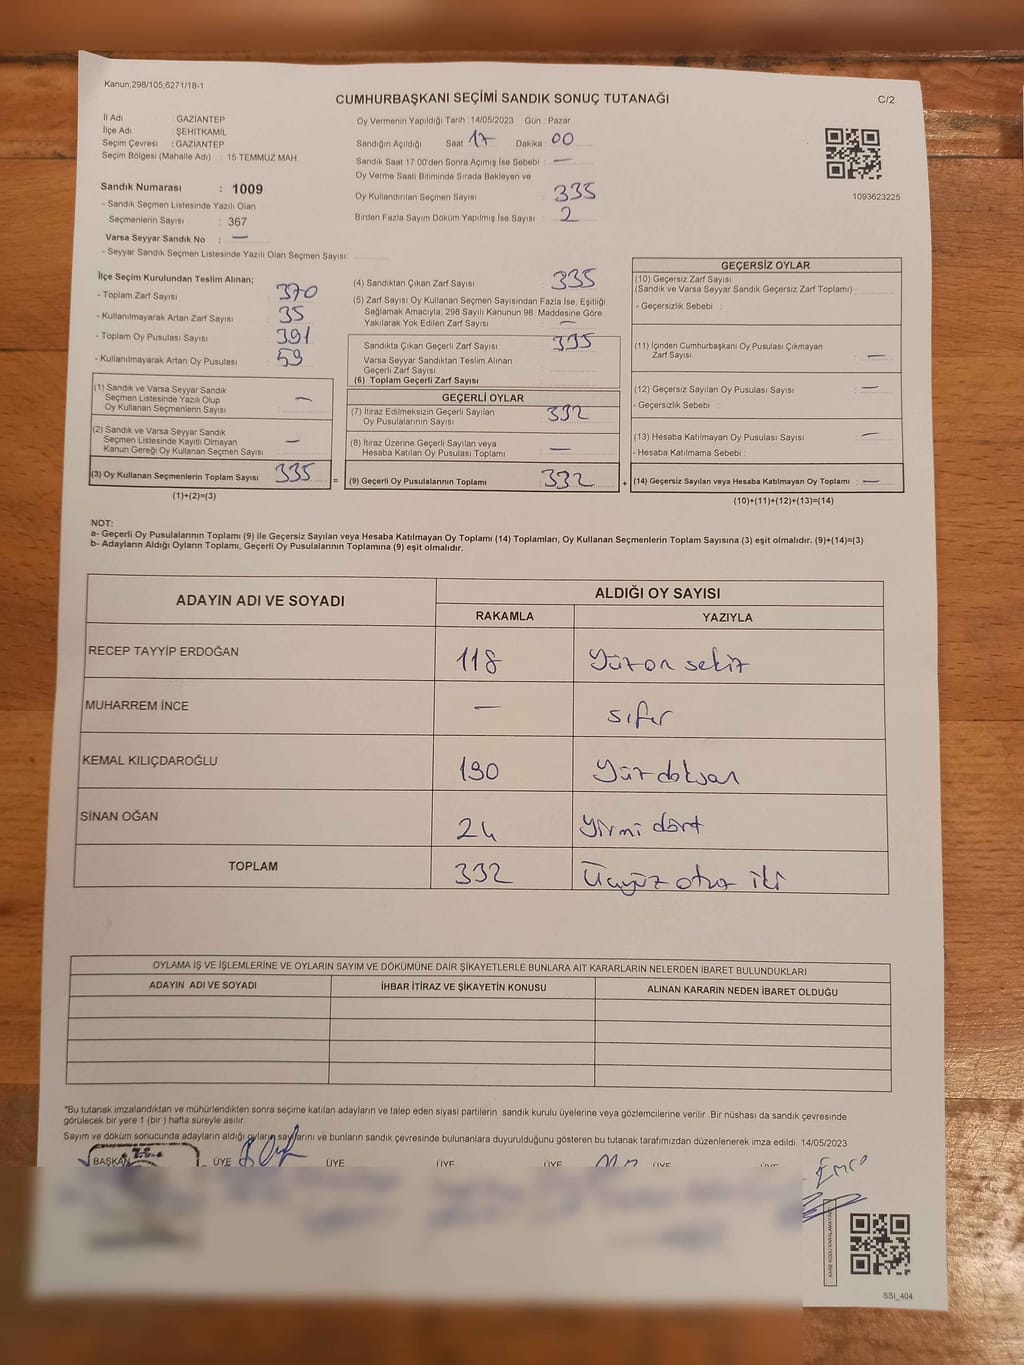 Kanun,298/105,6271/18-1
CUMHURBAŞKANI SEÇİMİ SANDIK SONUÇ TUTANAĞI
C/2
İl Adı : GAZİANTEP
İlçe Adı : ŞEHİTKAMİL
Seçim Çevresi : GAZİANTEP
Seçim Bölgesi (Mahalle Adı) : 15 TEMMUZ MAH.
Sandık Numarası : 1009
- Sandık Seçmen Listesinde Yazılı Olan
Seçmenlerin Sayısı : 367
Varsa Seyyar Sandık No : —
- Seyyar Sandık Seçmen Listesinde Yazılı Olan Seçmen Sayısı:
Oy Vermenin Yapıldığı Tarih : 14/05/2023 Gün : Pazar
Sandığın Açıldığı Saat 17 Dakika 00
Sandık Saat 17.00'den Sonra Açımış İse Sebebi : —
Oy Verme Saati Bitiminde Sırada Bekleyen ve
Oy Kullandırılan Seçmen Sayısı : 335
Birden Fazla Sayım Döküm Yapılmış İse Sayısı : 2
1093623225
İlçe Seçim Kurulundan Teslim Alınan;
- Toplam Zarf Sayısı 370
- Kullanılmayarak Artan Zarf Sayısı 35
- Toplam Oy Pusulası Sayısı 391
- Kullanılmayarak Artan Oy Pusulası 59
(1) Sandık ve Varsa Seyyar Sandık
Seçmen Listesinde Yazılı Olup
Oy Kullanan Seçmenlerin Sayısı —
(2) Sandık ve Varsa Seyyar Sandık
Seçmen Listesinde Kayıtlı Olmayan
Kanun Gereği Oy Kullanan Seçmen Sayısı —
(3) Oy Kullanan Seçmenlerin Toplam Sayısı 335
(1)+(2)=(3)
=
(4) Sandıktan Çıkan Zarf Sayısı 335
(5) Zarf Sayısı Oy Kullanan Seçmen Sayısından Fazla İse, Eşitliği
Sağlamak Amacıyla; 298 Sayılı Kanunun 98. Maddesine Göre
Yakılarak Yok Edilen Zarf Sayısı : —
Sandıkta Çıkan Geçerli Zarf Sayısı : 335
Varsa Seyyar Sandıktan Teslim Alınan
Geçerli Zarf Sayısı :
(6) Toplam Geçerli Zarf Sayısı
GEÇERLİ OYLAR
(7) İtiraz Edilmeksizin Geçerli Sayılan
Oy Pusulalarının Sayısı 332
(8) İtiraz Üzerine Geçerli Sayılan veya
Hesaba Katılan Oy Pusulası Toplamı —
(9) Geçerli Oy Pusulalarının Toplamı 332
+
GEÇERSİZ OYLAR
(10) Geçersiz Zarf Sayısı
(Sandık ve Varsa Seyyar Sandık Geçersiz Zarf Toplamı) :
- Geçersizlik Sebebi :
(11) İçinden Cumhurbaşkanı Oy Pusulası Çıkmayan
Zarf Sayısı : —
(12) Geçersiz Sayılan Oy Pusulası Sayısı : —
- Geçersizlik Sebebi :
(13) Hesaba Katılmayan Oy Pusulası Sayısı : —
- Hesaba Katılmama Sebebi :
(14) Geçersiz Sayılan veya Hesaba Katılmayan Oy Toplamı : —
(10)+(11)+(12)+(13)=(14)
NOT:
a- Geçerli Oy Pusulalarının Toplamı (9) ile Geçersiz Sayılan veya Hesaba Katılmayan Oy Toplamı (14) Toplamları, Oy Kullanan Seçmenlerin Toplam Sayısına (3) eşit olmalıdır. (9)+(14)=(3)
b- Adayların Aldığı Oyların Toplamı, Geçerli Oy Pusulalarının Toplamına (9) eşit olmalıdır.
ADAYIN ADI VE SOYADI
ALDIĞI OY SAYISI
RAKAMLA YAZIYLA
RECEP TAYYİP ERDOĞAN 118 Yüz on sekiz
MUHARREM İNCE — sıfır
KEMAL KILIÇDAROĞLU 190 Yüz doksan
SİNAN OĞAN 24 Yirmi dört
TOPLAM 332 Üçyüz otuz iki
OYLAMA İŞ VE İŞLEMLERİNE VE OYLARIN SAYIM VE DÖKÜMÜNE DAİR ŞİKAYETLERLE BUNLARA AİT KARARLARIN NELERDEN İBARET BULUNDUKLARI
ADAYIN ADI VE SOYADI İHBAR İTİRAZ VE ŞİKAYETİN KONUSU ALINAN KARARIN NEDEN İBARET OLDUĞU
*Bu tutanak imzalandıktan ve mühürlendikten sonra seçime katılan adayların ve talep eden siyasi partilerin sandık kurulu üyelerine veya gözlemcilerine verilir. Bir nüshası da sandık çevresinde
görülecek bir yere 1 (bir) hafta süreyle asılır.
Sayım ve döküm sonucunda adayların aldığı oyların sayılarını ve bunların sandık çevresinde bulunanlara duyurulduğunu gösteren bu tutanak tarafımızdan düzenlenerek imza edildi. 14/05/2023
BAŞKAN ÜYE ÜYE ÜYE ÜYE ÜYE ÜYE
SSI_404